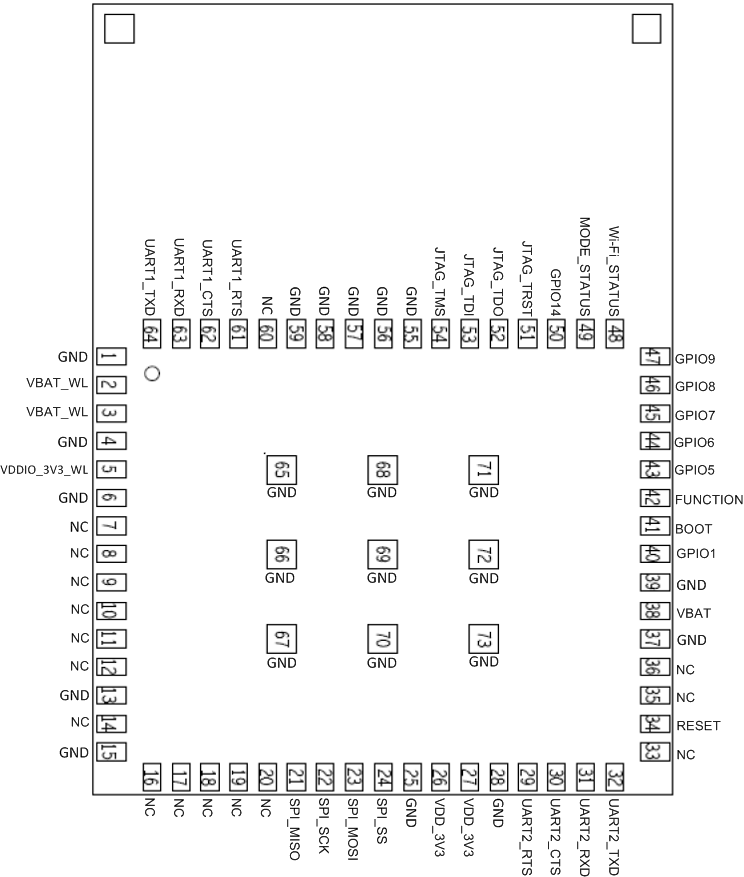 UART1_TXD
UART1_RXD
UART1_CTS
UART1_RTS
NC
GND
GND
GND
GND
GND
JTAG_TMS
JTAG_TDI
JTAG_TDO
JTAG_TRST
GPIO14
MODE_STATUS
Wi-Fi_STATUS
64
63
62
61
60
59
58
57
56
55
54
53
52
51
50
49
48
GND 1
VBAT_WL 2
VBAT_WL 3
GND 4
VDDIO_3V3_WL 5
GND 6
NC 7
NC 8
NC 9
NC 10
NC 11
NC 12
GND 13
NC 14
GND 15
65
GND
68
GND
71
GND
66
GND
69
GND
72
GND
67
GND
70
GND
73
GND
47 GPIO9
46 GPIO8
45 GPIO7
44 GPIO6
43 GPIO5
42 FUNCTION
41 BOOT
40 GPIO1
39 GND
38 VBAT
37 GND
36 NC
35 NC
34 RESET
33 NC
16
17
18
19
20
21
22
23
24
25
26
27
28
29
30
31
32
NC
NC
NC
NC
NC
SPI_MISO
SPI_SCK
SPI_MOSI
SPI_SS
GND
VDD_3V3
VDD_3V3
GND
UART2_RTS
UART2_CTS
UART2_RXD
UART2_TXD